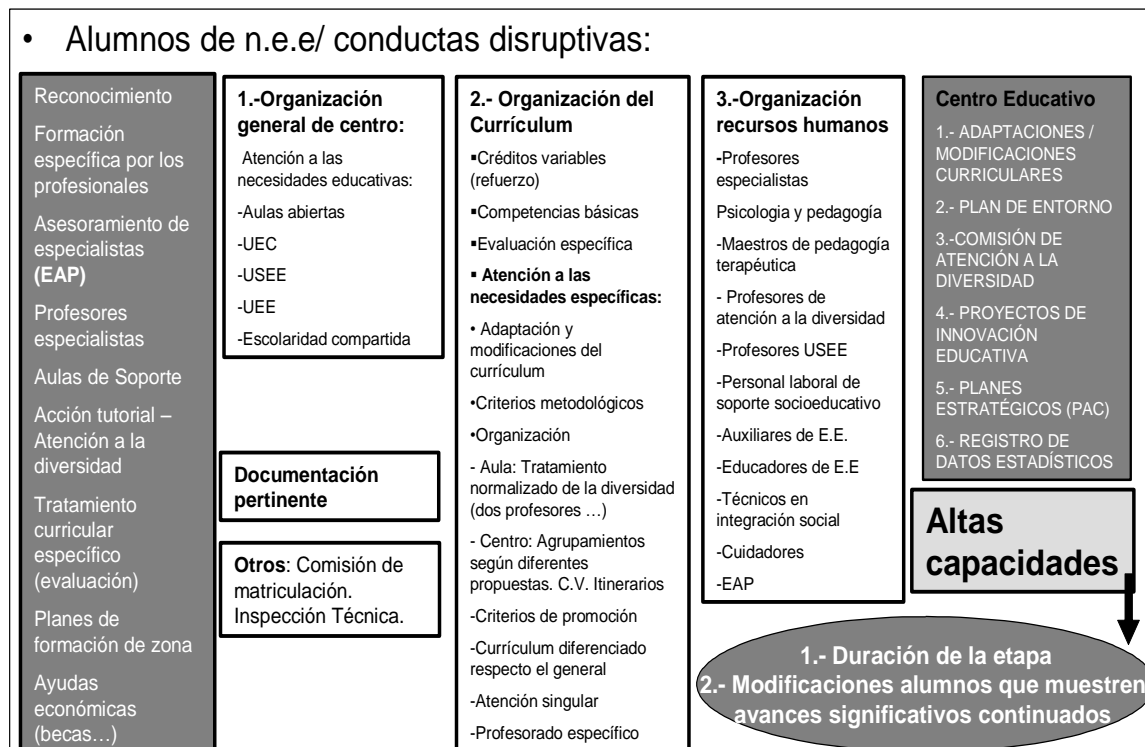 • Alumnos de n.e.e/ conductas disruptivas:
Reconocimiento
Formación
específica por los
profesionales
Asesoramiento de
especialistas
(EAP)
Profesores
especialistas
Aulas de Soporte
Acción tutorial –
Atención a la
diversidad
Tratamiento
curricular
específico
(evaluación)
Planes de
formación de zona
Ayudas
económicas
(becas…)
1.-Organización
general de centro:
Atención a las
necesidades educativas:
-Aulas abiertas
-UEC
-USEE
-UEE
-Escolaridad compartida
Documentación
pertinente
Otros: Comisión de
matriculación.
Inspección Técnica.
2.- Organización del
Currículum
▪Créditos variables
(refuerzo)
▪Competencias básicas
▪Evaluación específica
▪ Atención a las
necesidades específicas:
• Adaptación y
modificaciones del
currículum
•Criterios metodológicos
•Organización
- Aula: Tratamiento
normalizado de la diversidad
(dos profesores …)
- Centro: Agrupamientos
según diferentes
propuestas. C.V. Itinerarios
-Criterios de promoción
-Currículum diferenciado
respecto el general
-Atención singular
-Profesorado específico
3.-Organización
recursos humanos
-Profesores
especialistas
Psicologia y pedagogía
-Maestros de pedagogía
terapéutica
- Profesores de
atención a la diversidad
-Profesores USEE
-Personal laboral de
soporte socioeducativo
-Auxiliares de E.E.
-Educadores de E.E
-Técnicos en
integración social
-Cuidadores
-EAP
Centro Educativo
1.- ADAPTACIONES /
MODIFICACIONES
CURRICULARES
2.- PLAN DE ENTORNO
3.-COMISIÓN DE
ATENCIÓN A LA
DIVERSIDAD
4.- PROYECTOS DE
INNOVACIÓN
EDUCATIVA
5.- PLANES
ESTRATÉGICOS (PAC)
6.- REGISTRO DE
DATOS ESTADÍSTICOS
Altas
capacidades
1.- Duración de la etapa
2.- Modificaciones alumnos que muestren
avances significativos continuados